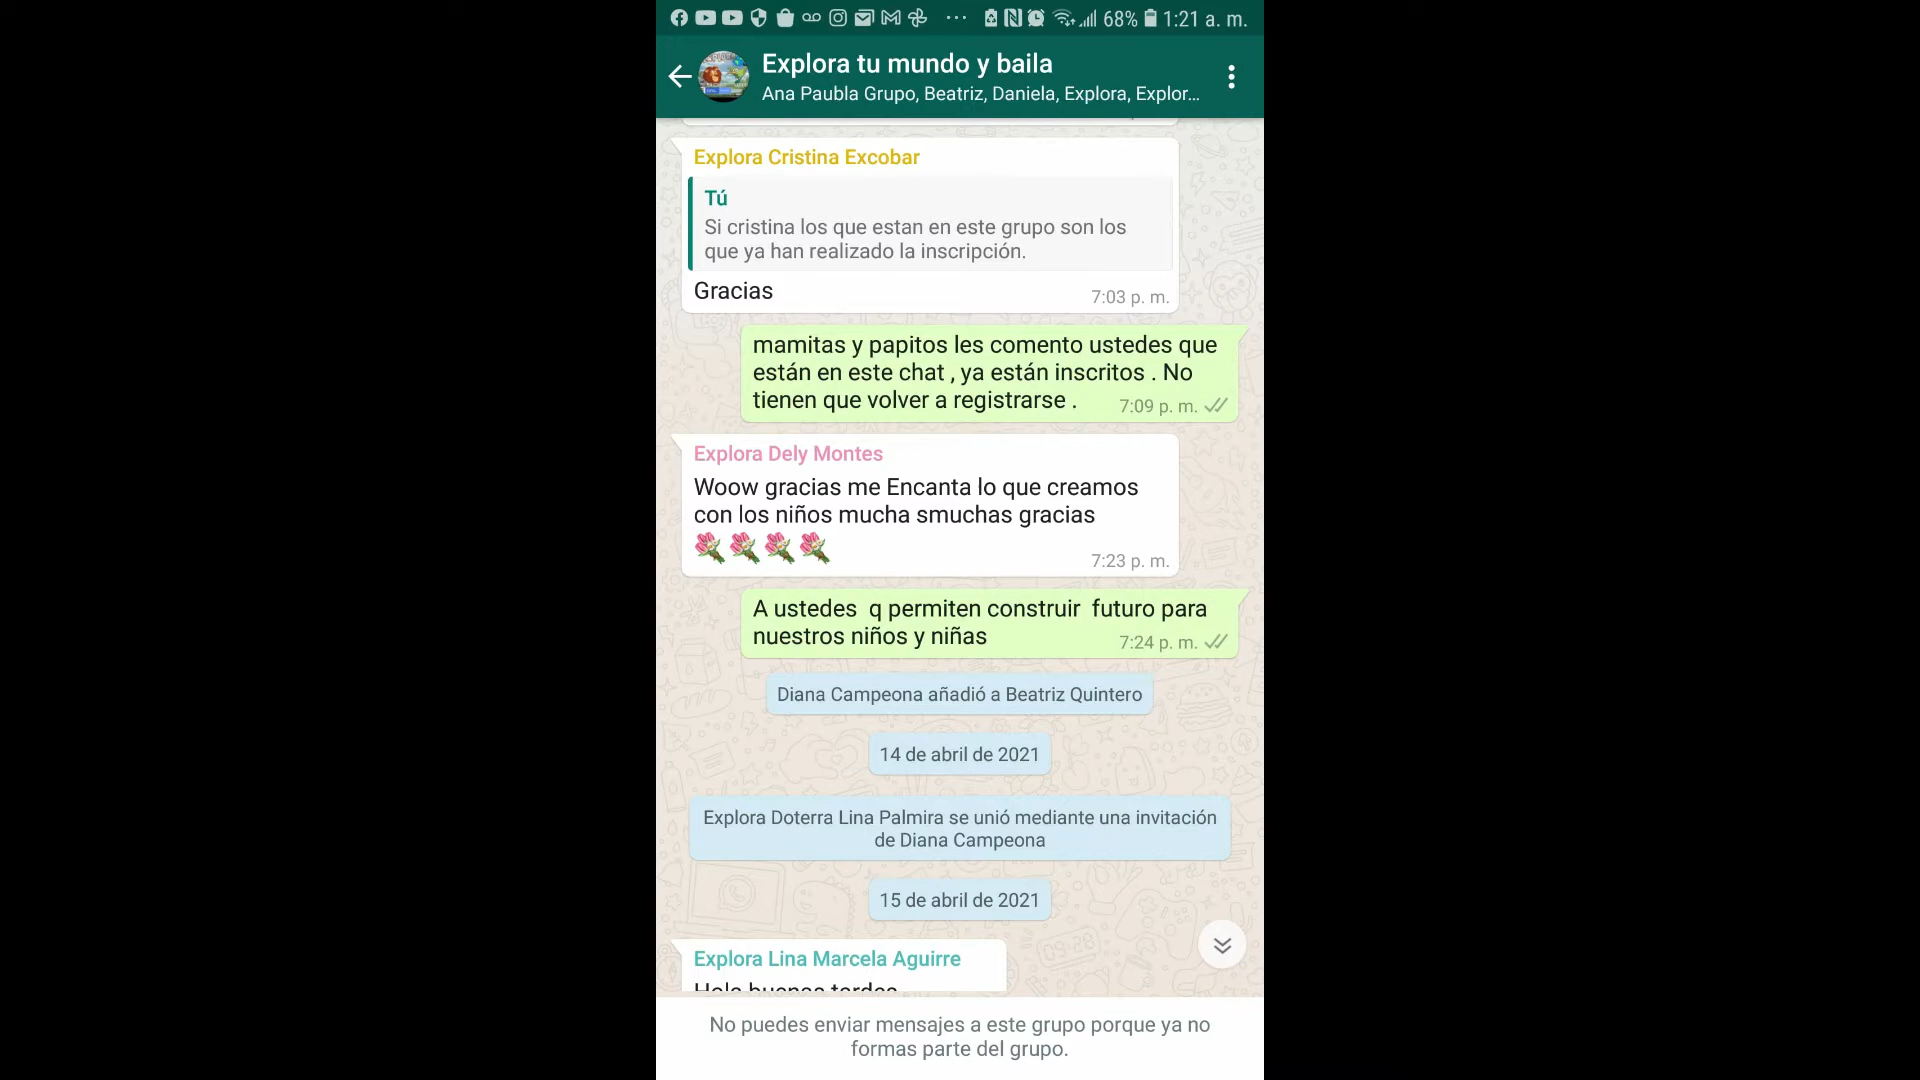 68% 1:21 a. m.
Explora tu mundo y baila
Ana Paubla Grupo, Beatriz, Daniela, Explora, Explor...
Explora Cristina Excobar
Tú
Si cristina los que estan en este grupo son los
que ya han realizado la inscripción.
Gracias
7:03 p. m.
mamitas y papitos les comento ustedes que
están en este chat , ya están inscritos . No
tienen que volver a registrarse .
7:09 p. m.
Explora Dely Montes
Woow gracias me Encanta lo que creamos
con los niños mucha smuchas gracias
7:23 p. m.
A ustedes  q permiten construir  futuro para
nuestros niños y niñas
7:24 p. m.
Diana Campeona añadió a Beatriz Quintero
14 de abril de 2021
Explora Doterra Lina Palmira se unió mediante una invitación
de Diana Campeona
15 de abril de 2021
Explora Lina Marcela Aguirre
Hola buenas tardes
No puedes enviar mensajes a este grupo porque ya no
formas parte del grupo.